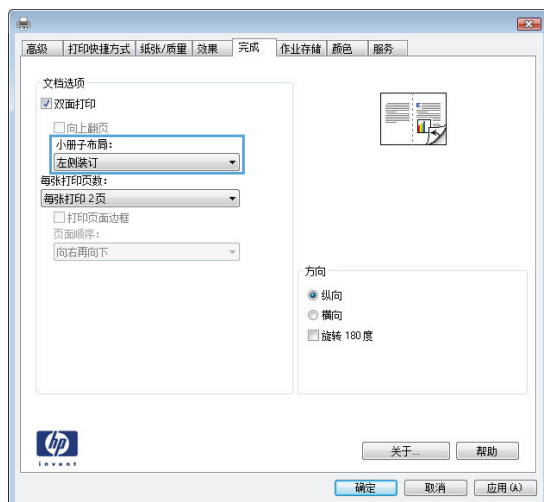 高级 打印快捷方式 纸张/质量 效果 完成 作业存储 颜色 服务
文档选项
双面打印
向上翻页
小册子布局:
左侧装订
每张打印页数:
每张打印 2 页
打印页面边框
页面顺序:
向右再向下
方向
纵向
横向
旋转 180 度
hp
invent
关于... 帮助
确定 取消 应用 (A)